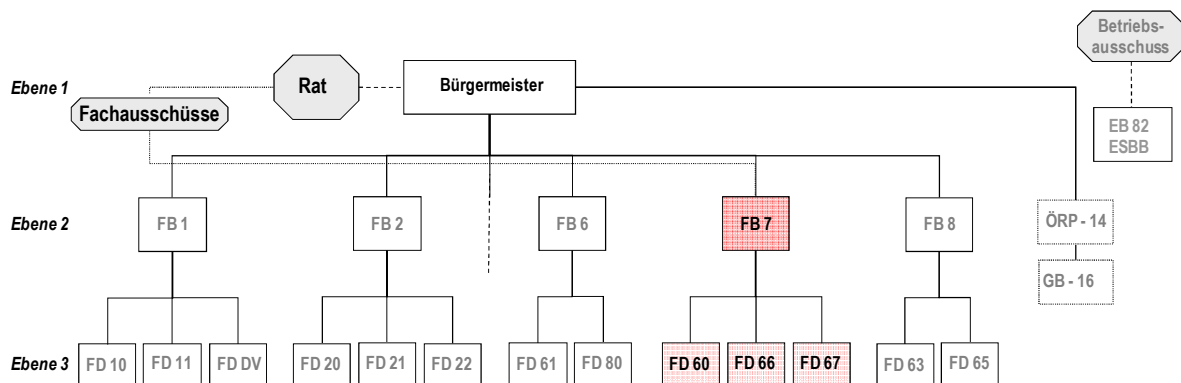 Betriebs-
ausschuss
Ebene 1
Rat
Bürgermeister
Fachausschüsse
EB 82
ESBB
Ebene 2
FB 1
FB 2
FB 6
FB 7
FB 8
ÖRP - 14
GB - 16
Ebene 3
FD 10
FD 11
FD DV
FD 20
FD 21
FD 22
FD 61
FD 80
FD 60
FD 66
FD 67
FD 63
FD 65